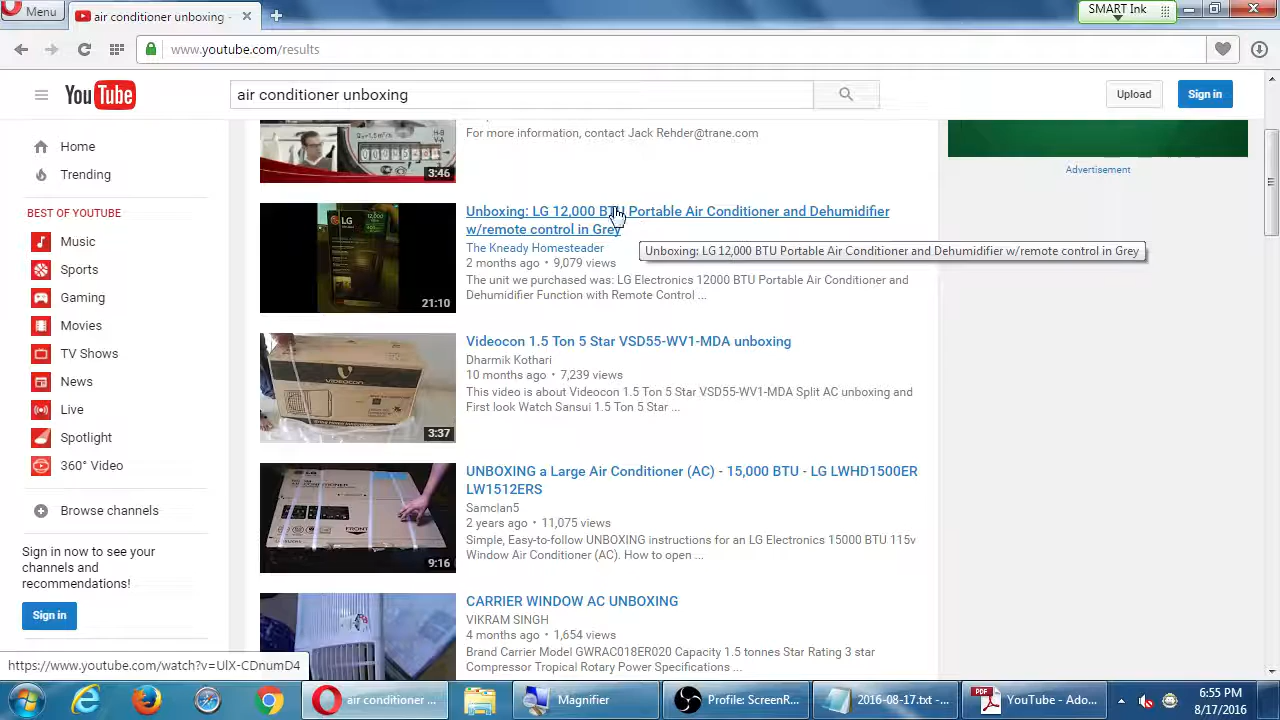 Menu
air conditioner unboxing -
SMART Ink
www.youtube.com/results
YouTube
air conditioner unboxing
Upload
Sign in
Home
Trending
BEST OF YOUTUBE
Music
Sports
Gaming
Movies
TV Shows
News
Live
Spotlight
360° Video
Browse channels
Sign in now to see your
channels and
recommendations!
Sign in
For more information, contact Jack Rehder@trane.com
3:46
Advertisement
Unboxing: LG 12,000 BTU Portable Air Conditioner and Dehumidifier
w/remote control in Grey
The Kneady Homesteader
2 months ago • 9,079 views
The unit we purchased was: LG Electronics 12000 BTU Portable Air Conditioner and
Dehumidifier Function with Remote Control ...
LG
12,000
21:10
Unboxing: LG 12,000 BTU Portable Air Conditioner and Dehumidifier w/remote control in Grey
Videocon 1.5 Ton 5 Star VSD55-WV1-MDA unboxing
Dharmik Kothari
10 months ago • 7,239 views
This video is about Videocon 1.5 Ton 5 Star VSD55-WV1-MDA Split AC unboxing and
First look Watch Sansui 1.5 Ton 5 Star ...
VIDEOCON
3:37
UNBOXING a Large Air Conditioner (AC) - 15,000 BTU - LG LWHD1500ER
LW1512ERS
Samclan5
2 years ago • 11,075 views
Simple, Easy-to-follow UNBOXING instructions for an LG Electronics 15000 BTU 115v
Window Air Conditioner (AC). How to open ...
LG
FRONT
9:16
CARRIER WINDOW AC UNBOXING
VIKRAM SINGH
4 months ago • 1,654 views
Brand Carrier Model GWRAC018ER020 Capacity 1.5 tonnes Star Rating 3 star
Compressor Tropical Rotary Power Specifications ...
https://www.youtube.com/watch?v=UIX-CDnumD4
air conditioner ...
Magnifier
Profile: ScreenR...
2016-08-17.txt -...
PDF
YouTube - Ado...
6:55 PM
8/17/2016